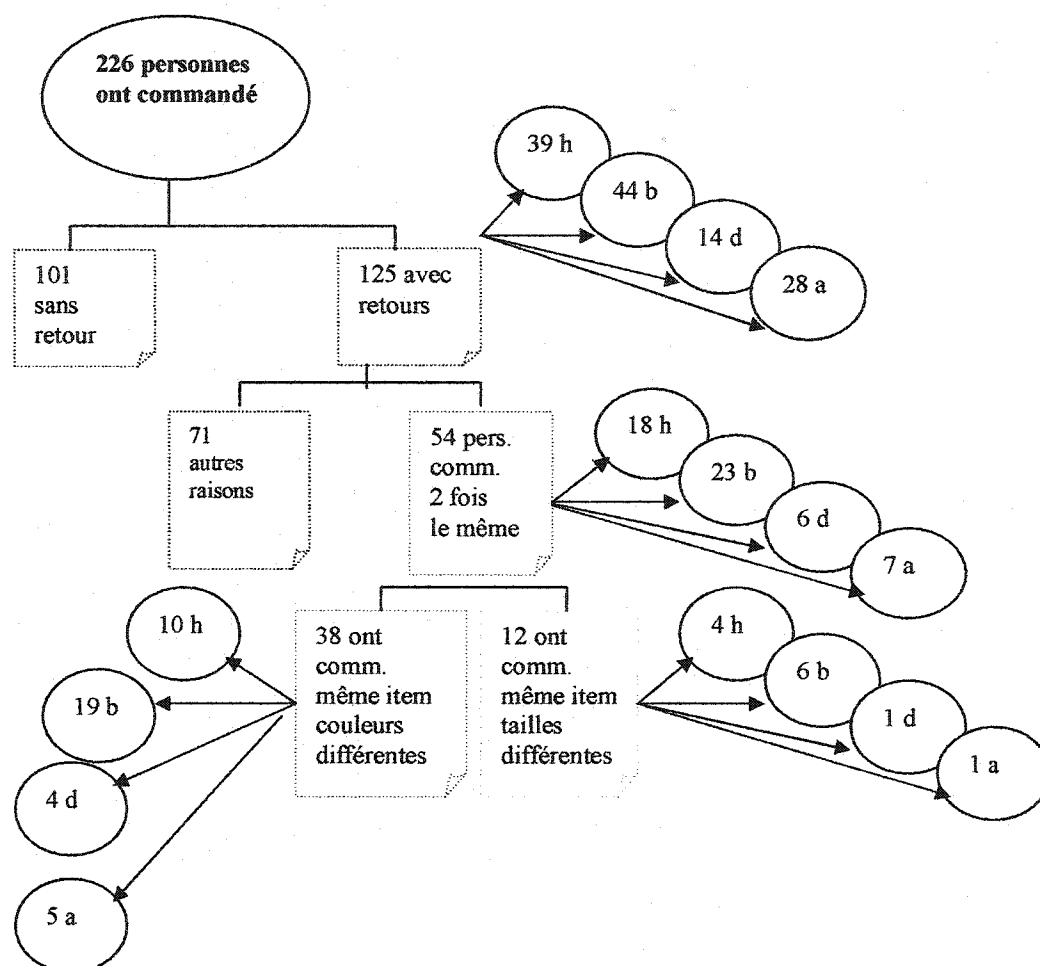 226 personnes
ont commandé
39 h
44 b
14 d
28 a
101
sans
retour
125 avec
retours
71
autres
raisons
54 pers.
comm.
2 fois
le même
18 h
23 b
6 d
7 a
10 h
19 b
4 d
5 a
38 ont
comm.
même item
couleurs
différentes
12 ont
comm.
même item
tailles
différentes
4 h
6 b
1 d
1 a